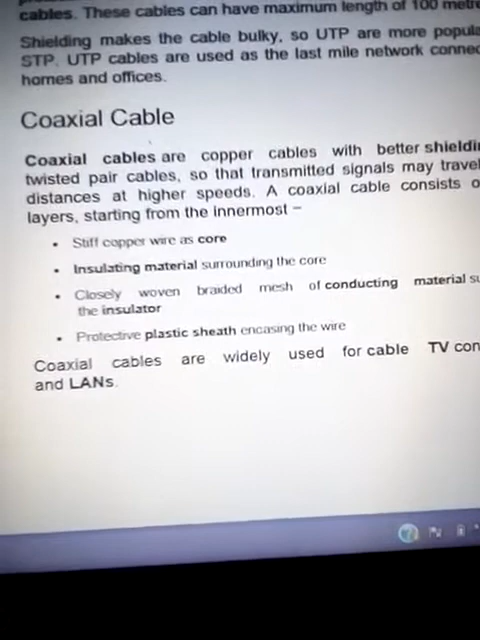 cables. These cables can have maximum length of 100
Shielding makes the cable bulky, so UTP are more
STP. UTP cables are used as the last mile network
homes and offices.
Coaxial Cable
Coaxial cables are copper cables with better
twisted pair cables, so that transmitted signals may travel
distances at higher speeds. A coaxial cable consists
layers, starting from the innermost –
• Stiff copper wire as core
• Insulating material surrounding the core
• Closely woven braided mesh of conducting material
the insulator
• Protective plastic sheath encasing the wire
Coaxial cables are widely used for cable TV
and LANs.